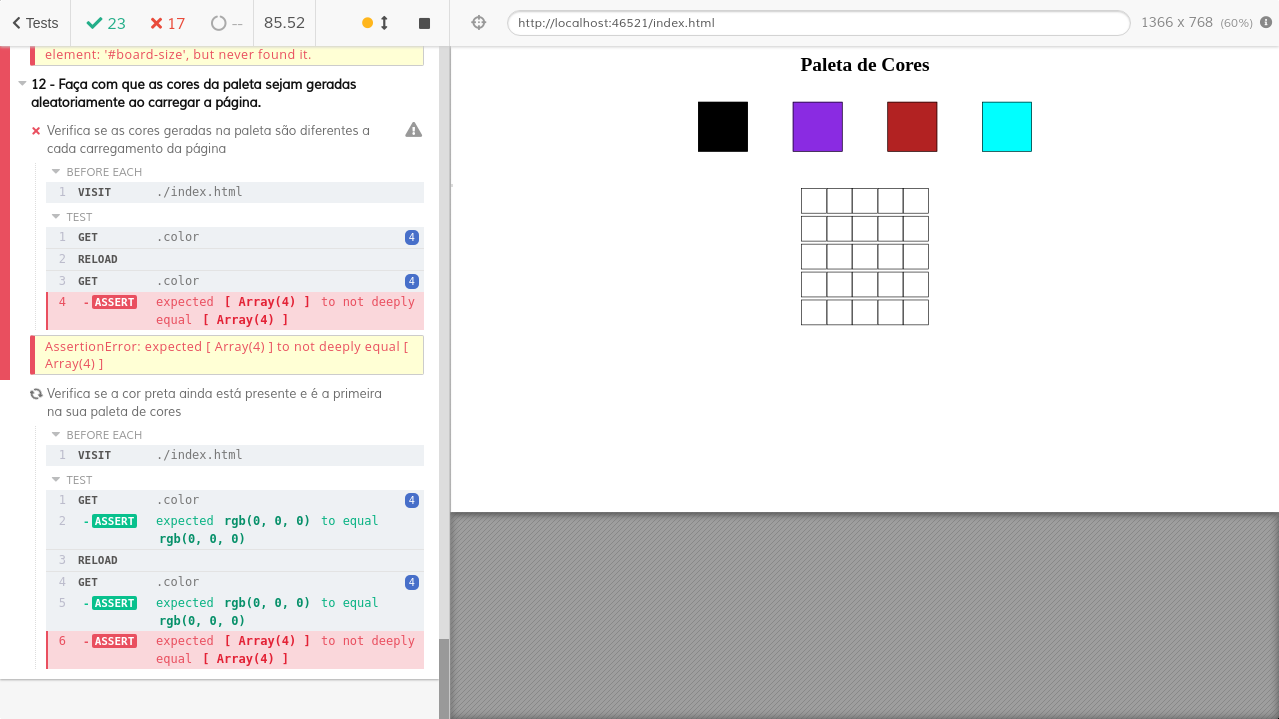 Tests
23
17
--
85.52
http://localhost:46521/index.html
1366 x 768 (60%)
element: '#board-size', but never found it.
12 - Faça com que as cores da paleta sejam geradas
aleatoriamente ao carregar a página.
Verifica se as cores geradas na paleta são diferentes a
cada carregamento da página
BEFORE EACH
1 VISIT ./index.html
TEST
1 GET .color 4
2 RELOAD
3 GET .color 4
4 -ASSERT expected [ Array(4) ] to not deeply
equal [ Array(4) ]
AssertionError: expected [ Array(4) ] to not deeply equal [
Array(4) ]
Verifica se a cor preta ainda está presente e é a primeira
na sua paleta de cores
BEFORE EACH
1 VISIT ./index.html
TEST
1 GET .color 4
2 -ASSERT expected rgb(0, 0, 0) to equal
rgb(0, 0, 0)
3 RELOAD
4 GET .color 4
5 -ASSERT expected rgb(0, 0, 0) to equal
rgb(0, 0, 0)
6 -ASSERT expected [ Array(4) ] to not deeply
equal [ Array(4) ]
Paleta de Cores